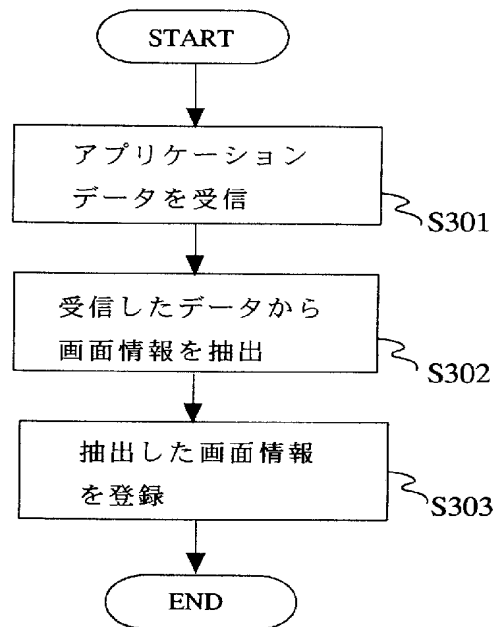 START
アプリケーション
データを受信
S301
受信したデータから
画面情報を抽出
S302
抽出した画面情報
を登録
S303
END